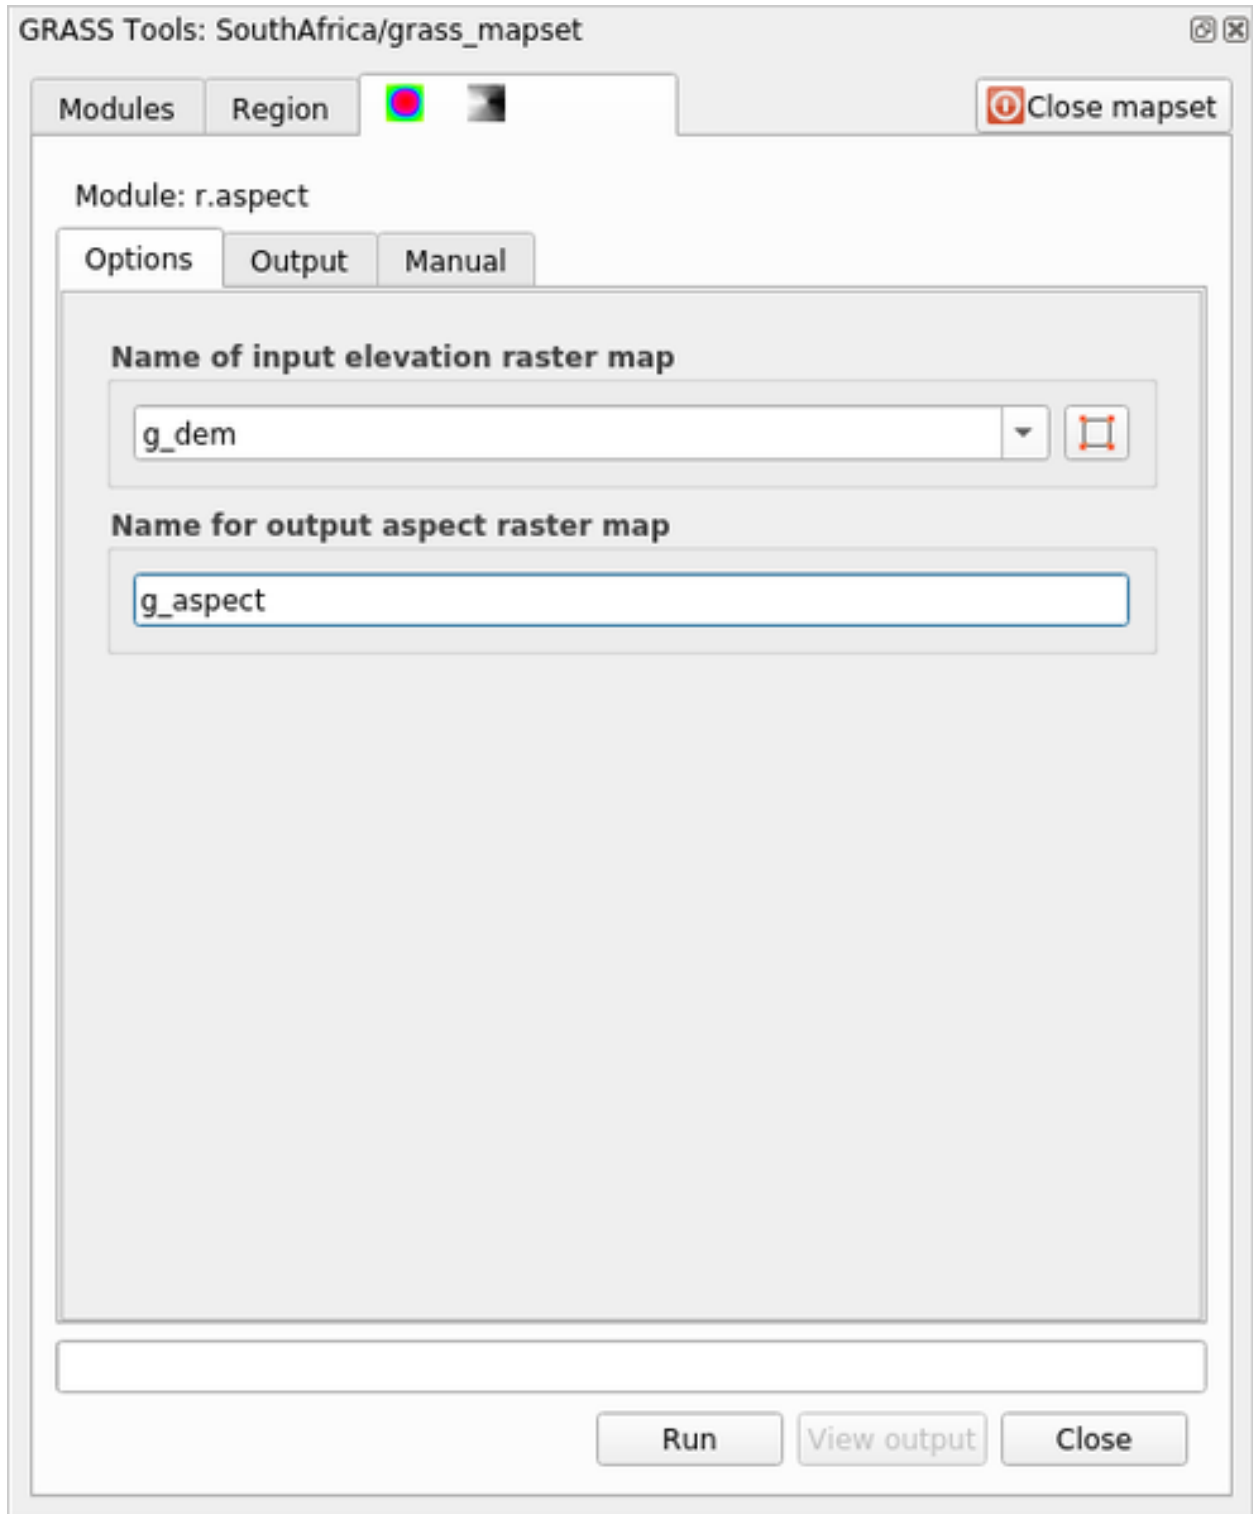 GRASS Tools: SouthAfrica/grass_mapset
Modules Region Close mapset
Module: r.aspect
Options Output Manual
Name of input elevation raster map
g_dem
Name for output aspect raster map
g_aspect
Run View output Close